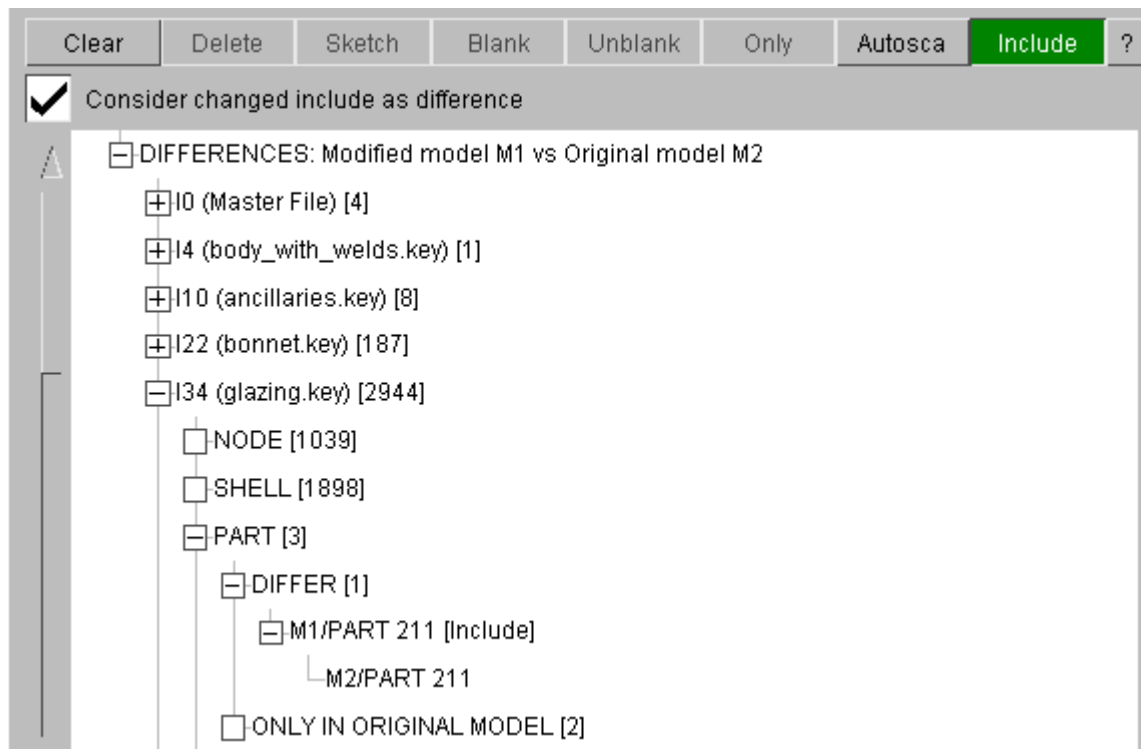 Clear Delete Sketch Blank Unblank Only Autosca Include ?
Consider changed include as difference
DIFFERENCES: Modified model M1 vs Original model M2
I0 (Master File) [4]
I4 (body_with_welds.key) [1]
I10 (ancillaries.key) [8]
I22 (bonnet.key) [187]
I34 (glazing.key) [2944]
NODE [1039]
SHELL [1898]
PART [3]
DIFFER [1]
M1/PART 211 [Include]
M2/PART 211
ONLY IN ORIGINAL MODEL [2]